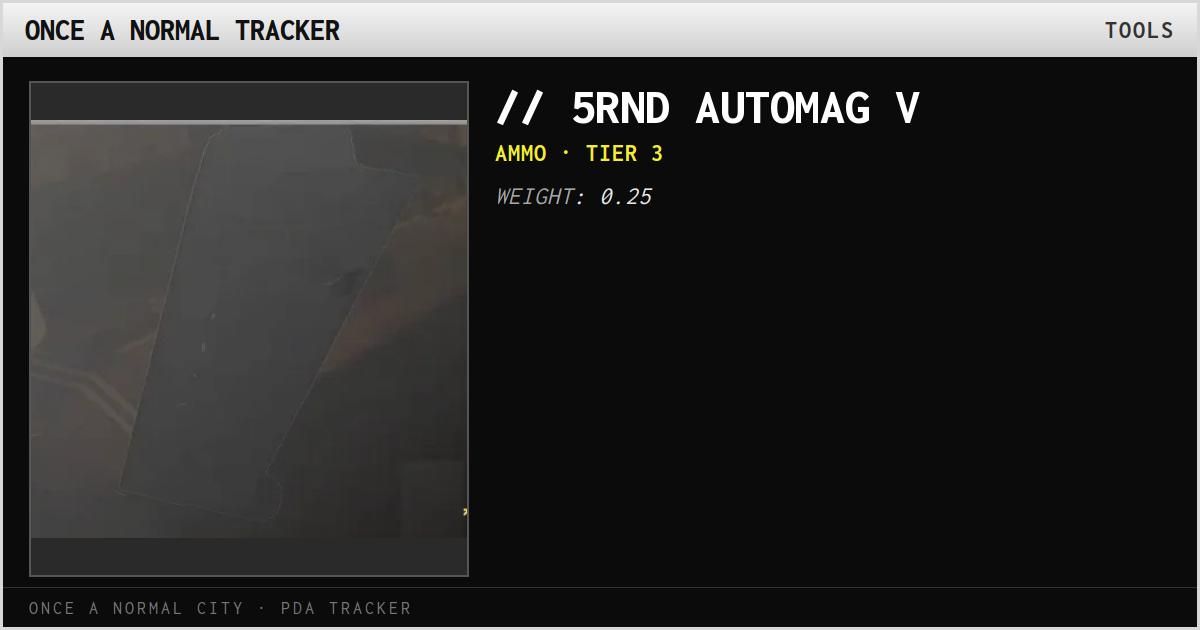 ONCE A NORMAL TRACKER
TOOLS
// 5RND AUTOMAG V
AMMO · TIER 3
WEIGHT: 0.25
ONCE A NORMAL CITY · PDA TRACKER